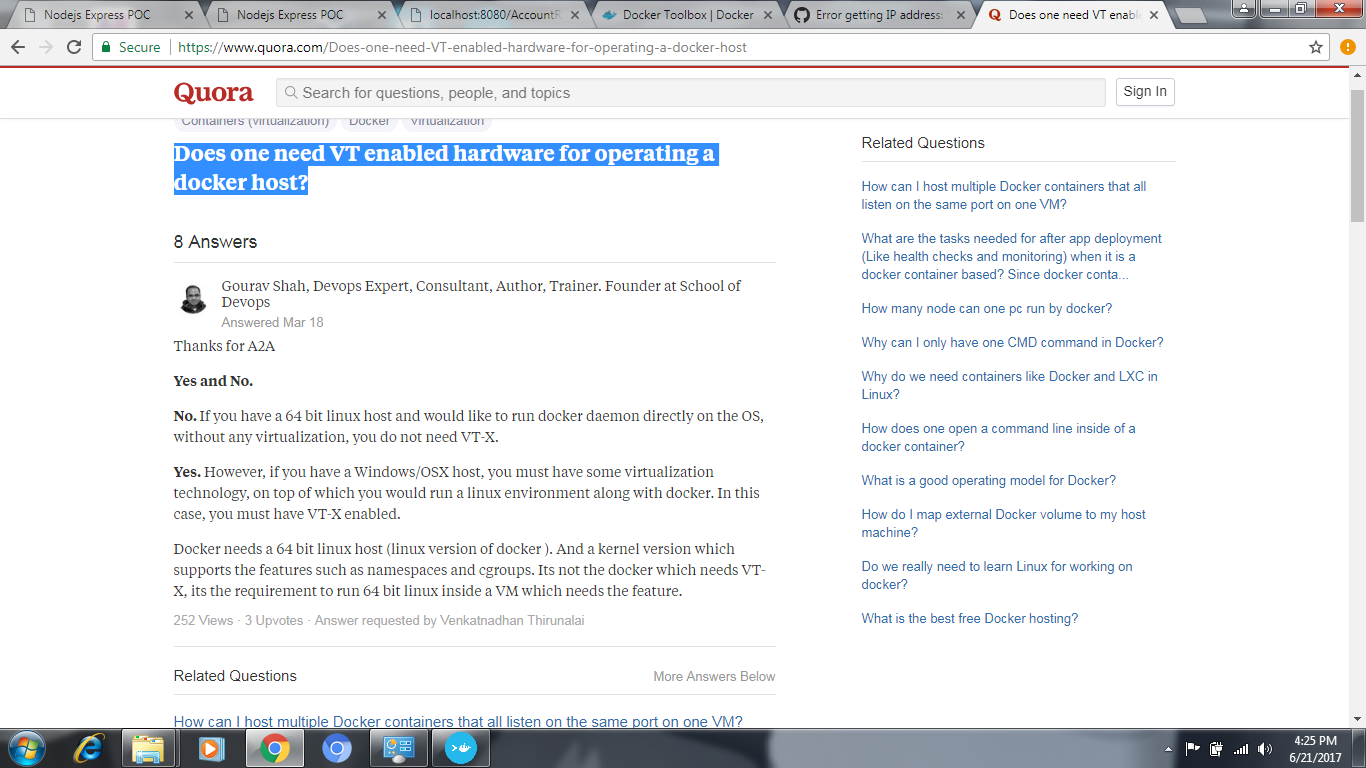 Nodejs Express POC
Nodejs Express POC
localhost:8080/AccountR
Docker Toolbox | Docker
Error getting IP address:
Does one need VT enabl
Secure
https://www.quora.com/Does-one-need-VT-enabled-hardware-for-operating-a-docker-host
Quora
Search for questions, people, and topics
Sign In
Containers (virtualization)
Docker
Virtualization
Does one need VT enabled hardware for operating a
docker host?
8 Answers
Gourav Shah, Devops Expert, Consultant, Author, Trainer. Founder at School of
Devops
Answered Mar 18
Thanks for A2A
Yes and No.
No. If you have a 64 bit linux host and would like to run docker daemon directly on the OS,
without any virtualization, you do not need VT-X.
Yes. However, if you have a Windows/OSX host, you must have some virtualization
technology, on top of which you would run a linux environment along with docker. In this
case, you must have VT-X enabled.
Docker needs a 64 bit linux host (linux version of docker ). And a kernel version which
supports the features such as namespaces and cgroups. Its not the docker which needs VT-
X, its the requirement to run 64 bit linux inside a VM which needs the feature.
252 Views · 3 Upvotes · Answer requested by Venkatnadhan Thirunalai
Related Questions
More Answers Below
How can I host multiple Docker containers that all listen on the same port on one VM?
Related Questions
How can I host multiple Docker containers that all
listen on the same port on one VM?
What are the tasks needed for after app deployment
(Like health checks and monitoring) when it is a
docker container based? Since docker conta...
How many node can one pc run by docker?
Why can I only have one CMD command in Docker?
Why do we need containers like Docker and LXC in
Linux?
How does one open a command line inside of a
docker container?
What is a good operating model for Docker?
How do I map external Docker volume to my host
machine?
Do we really need to learn Linux for working on
docker?
What is the best free Docker hosting?
4:25 PM
6/21/2017